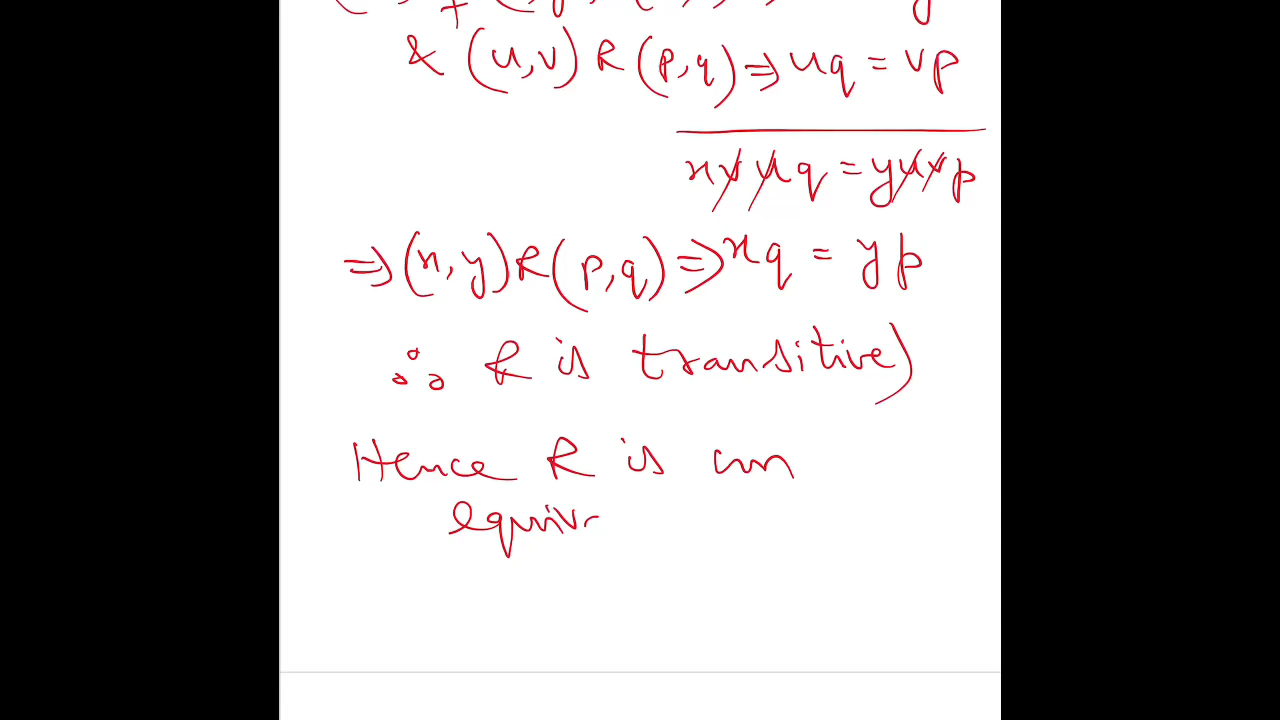 & (u,v) R (p,q) => uq = vp
xvuq = yuvp
=> (x,y) R (p,q) => xq = yp
∴ R is transitive)
Hence R is an
equiv